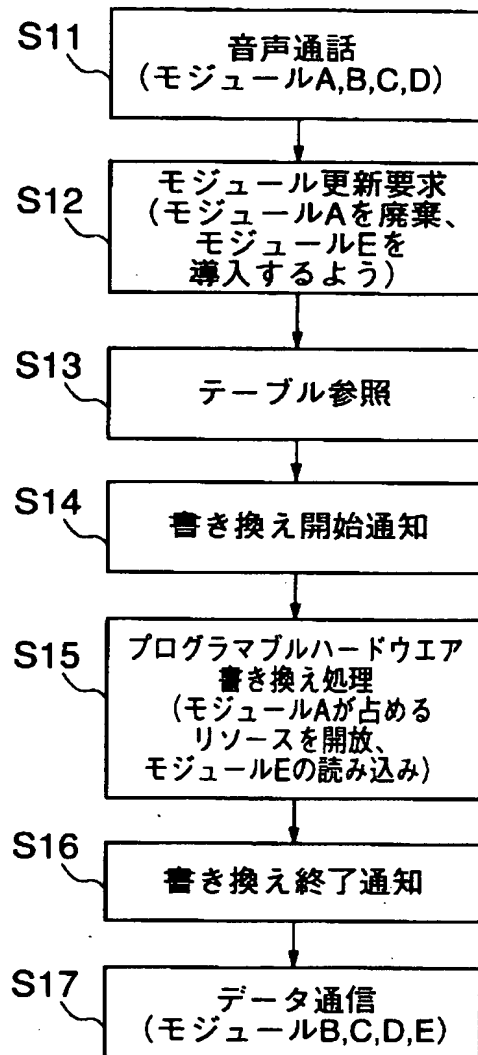 S11
音声通話
(モジュールA,B,C,D)
S12
モジュール更新要求
(モジュールAを廃棄、
モジュールEを
導入するよう)
S13
テーブル参照
S14
書き換え開始通知
S15
プログラマブルハードウエア
書き換え処理
(モジュールAが占める
リソースを開放、
モジュールEの読み込み)
S16
書き換え終了通知
S17
データ通信
(モジュールB,C,D,E)